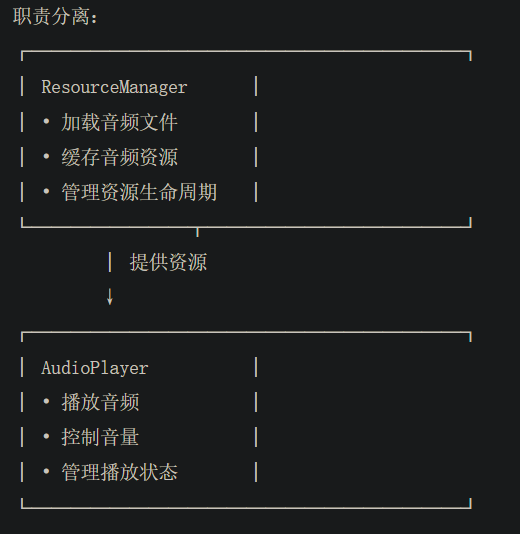 职责分离：
ResourceManager
• 加载音频文件
• 缓存音频资源
• 管理资源生命周期
提供资源
↓
AudioPlayer
• 播放音频
• 控制音量
• 管理播放状态